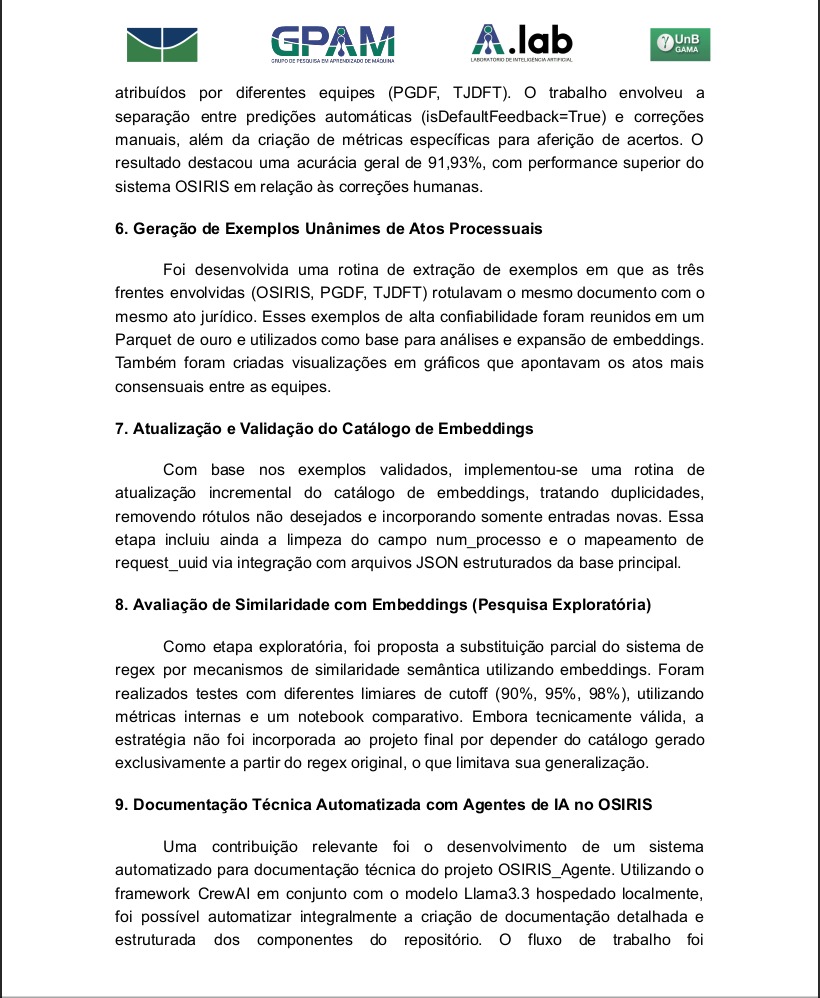 GPAM
GRUPO DE PESQUISA EM APRENDIZADO DE MÁQUINA
A.lab
LABORATÓRIO DE INTELIGÊNCIA ARTIFICIAL
UnB
GAMA
atribuídos por diferentes equipes (PGDF, TJDFT). O trabalho envolveu a
separação entre predições automáticas (isDefaultFeedback=True) e correções
manuais, além da criação de métricas específicas para aferição de acertos. O
resultado destacou uma acurácia geral de 91,93%, com performance superior do
sistema OSIRIS em relação às correções humanas.
6. Geração de Exemplos Unânimes de Atos Processuais
Foi desenvolvida uma rotina de extração de exemplos em que as três
frentes envolvidas (OSIRIS, PGDF, TJDFT) rotulavam o mesmo documento com o
mesmo ato jurídico. Esses exemplos de alta confiabilidade foram reunidos em um
Parquet de ouro e utilizados como base para análises e expansão de embeddings.
Também foram criadas visualizações em gráficos que apontavam os atos mais
consensuais entre as equipes.
7. Atualização e Validação do Catálogo de Embeddings
Com base nos exemplos validados, implementou-se uma rotina de
atualização incremental do catálogo de embeddings, tratando duplicidades,
removendo rótulos não desejados e incorporando somente entradas novas. Essa
etapa incluiu ainda a limpeza do campo num_processo e o mapeamento de
request_uuid via integração com arquivos JSON estruturados da base principal.
8. Avaliação de Similaridade com Embeddings (Pesquisa Exploratória)
Como etapa exploratória, foi proposta a substituição parcial do sistema de
regex por mecanismos de similaridade semântica utilizando embeddings. Foram
realizados testes com diferentes limiares de cutoff (90%, 95%, 98%), utilizando
métricas internas e um notebook comparativo. Embora tecnicamente válida, a
estratégia não foi incorporada ao projeto final por depender do catálogo gerado
exclusivamente a partir do regex original, o que limitava sua generalização.
9. Documentação Técnica Automatizada com Agentes de IA no OSIRIS
Uma contribuição relevante foi o desenvolvimento de um sistema
automatizado para documentação técnica do projeto OSIRIS_Agente. Utilizando o
framework CrewAI em conjunto com o modelo Llama3.3 hospedado localmente,
foi possível automatizar integralmente a criação de documentação detalhada e
estruturada dos componentes do repositório. O fluxo de trabalho foi